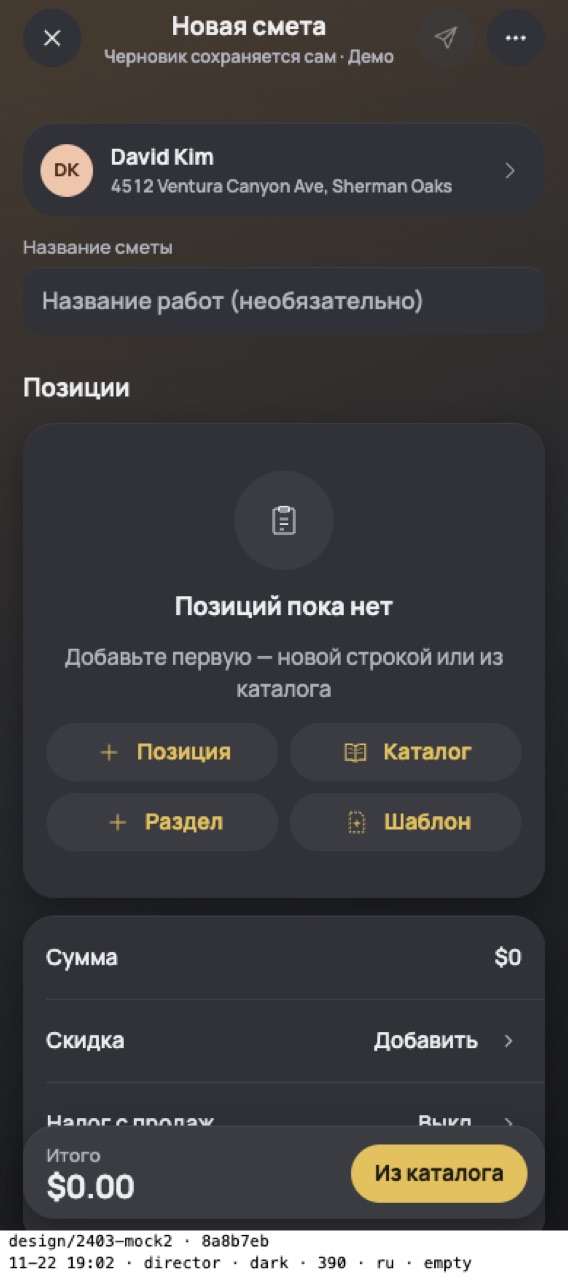 Новая смета
Черновик сохраняется сам · Демо
DK
David Kim
4512 Ventura Canyon Ave, Sherman Oaks
Название сметы
Название работ (необязательно)
Позиции
Позиций пока нет
Добавьте первую — новой строкой или из
каталога
Позиция
Каталог
Раздел
Шаблон
Сумма $0
Скидка Добавить
Налог с продаж Выкл
Итого
$0.00
Из каталога
design/2403-mock2 · 8a8b7eb
11-22 19:02 · director · dark · 390 · ru · empty